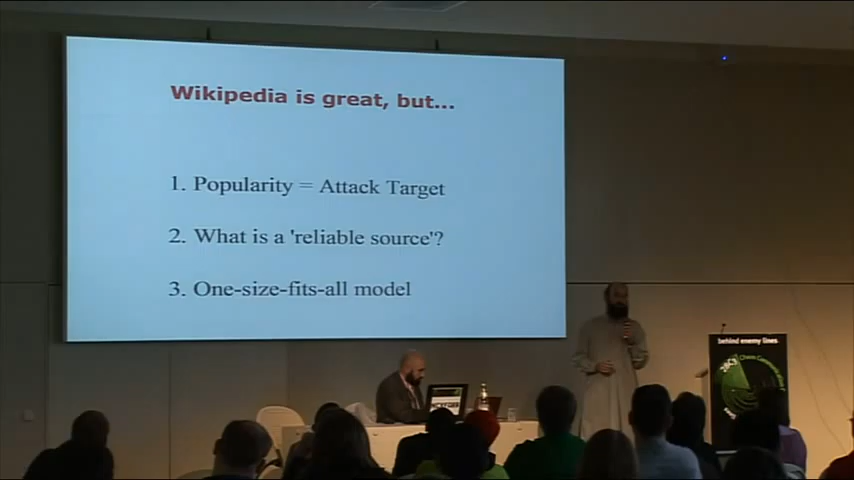 Wikipedia is great, but...
1. Popularity = Attack Target
2. What is a 'reliable source'?
3. One-size-fits-all model
behind enemy lines